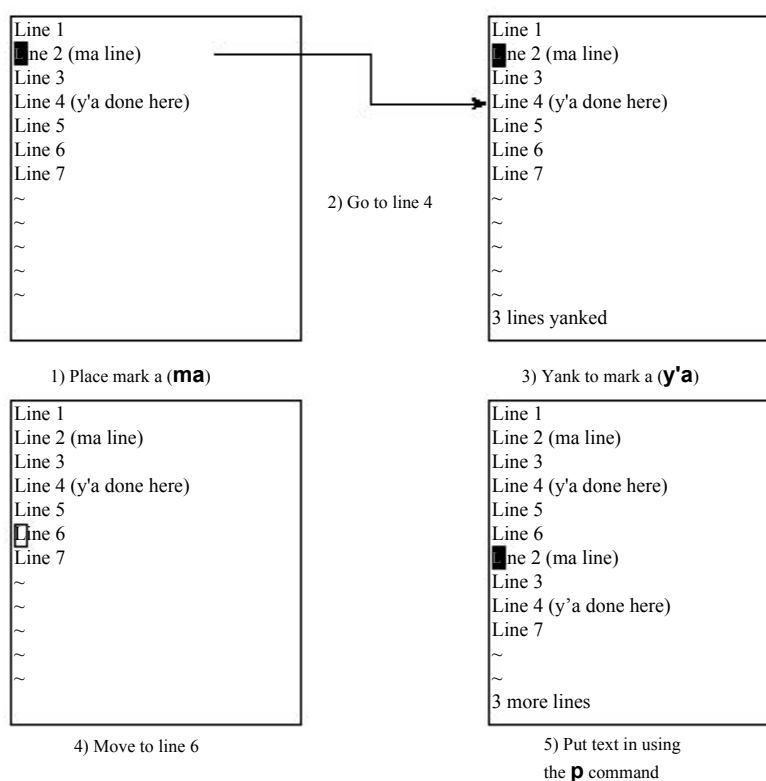 Line 1
Line 2 (ma line)
Line 3
Line 4 (y'a done here)
Line 5
Line 6
Line 7
~
~
~
~
~
1) Place mark a (ma)
2) Go to line 4
Line 1
Line 2 (ma line)
Line 3
Line 4 (y'a done here)
Line 5
Line 6
Line 7
~
~
~
~
~
3 lines yanked
3) Yank to mark a (y'a)
Line 1
Line 2 (ma line)
Line 3
Line 4 (y'a done here)
Line 5
Line 6
Line 7
~
~
~
~
~
4) Move to line 6
Line 1
Line 2 (ma line)
Line 3
Line 4 (y'a done here)
Line 5
Line 6
Line 2 (ma line)
Line 3
Line 4 (y’a done here)
Line 7
~
~
3 more lines
5) Put text in using
the p command